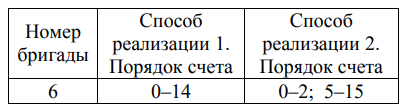 Номер
бригады
Способ
реализации 1.
Порядок счета
Способ
реализации 2.
Порядок счета
6
0–14
0–2; 5–15